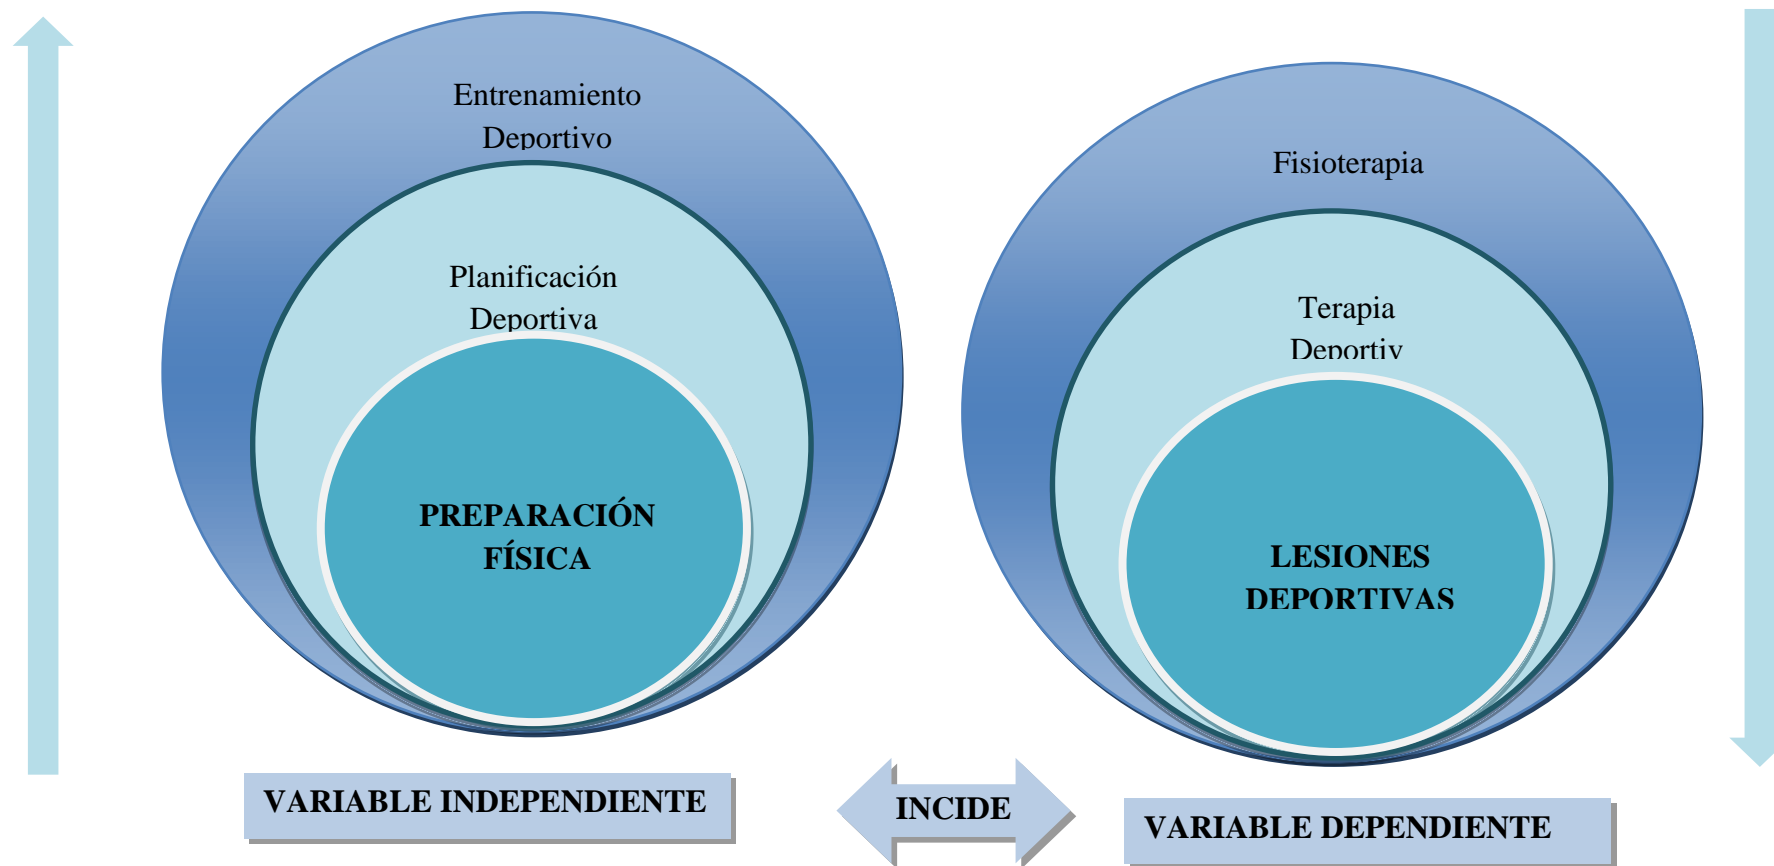 Entrenamiento
Deportivo
Planificación
Deportiva
PREPARACIÓN
FÍSICA
VARIABLE INDEPENDIENTE
INCIDE
Fisioterapia
Terapia
Deportiv
LESIONES
DEPORTIVAS
VARIABLE DEPENDIENTE